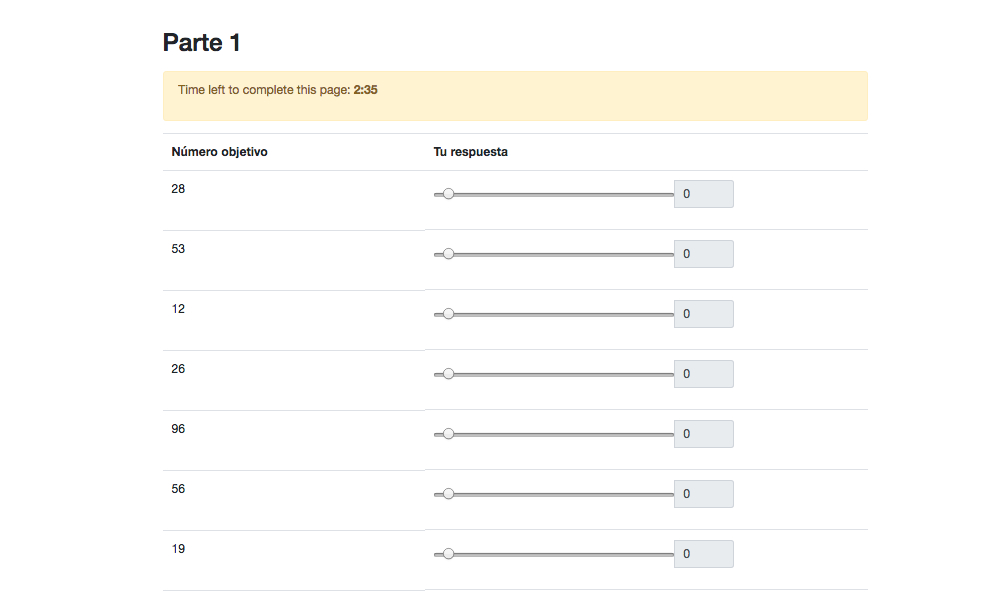 Parte 1
Time left to complete this page: 2:35
Número objetivo Tu respuesta
28 0
53 0
12 0
26 0
96 0
56 0
19 0